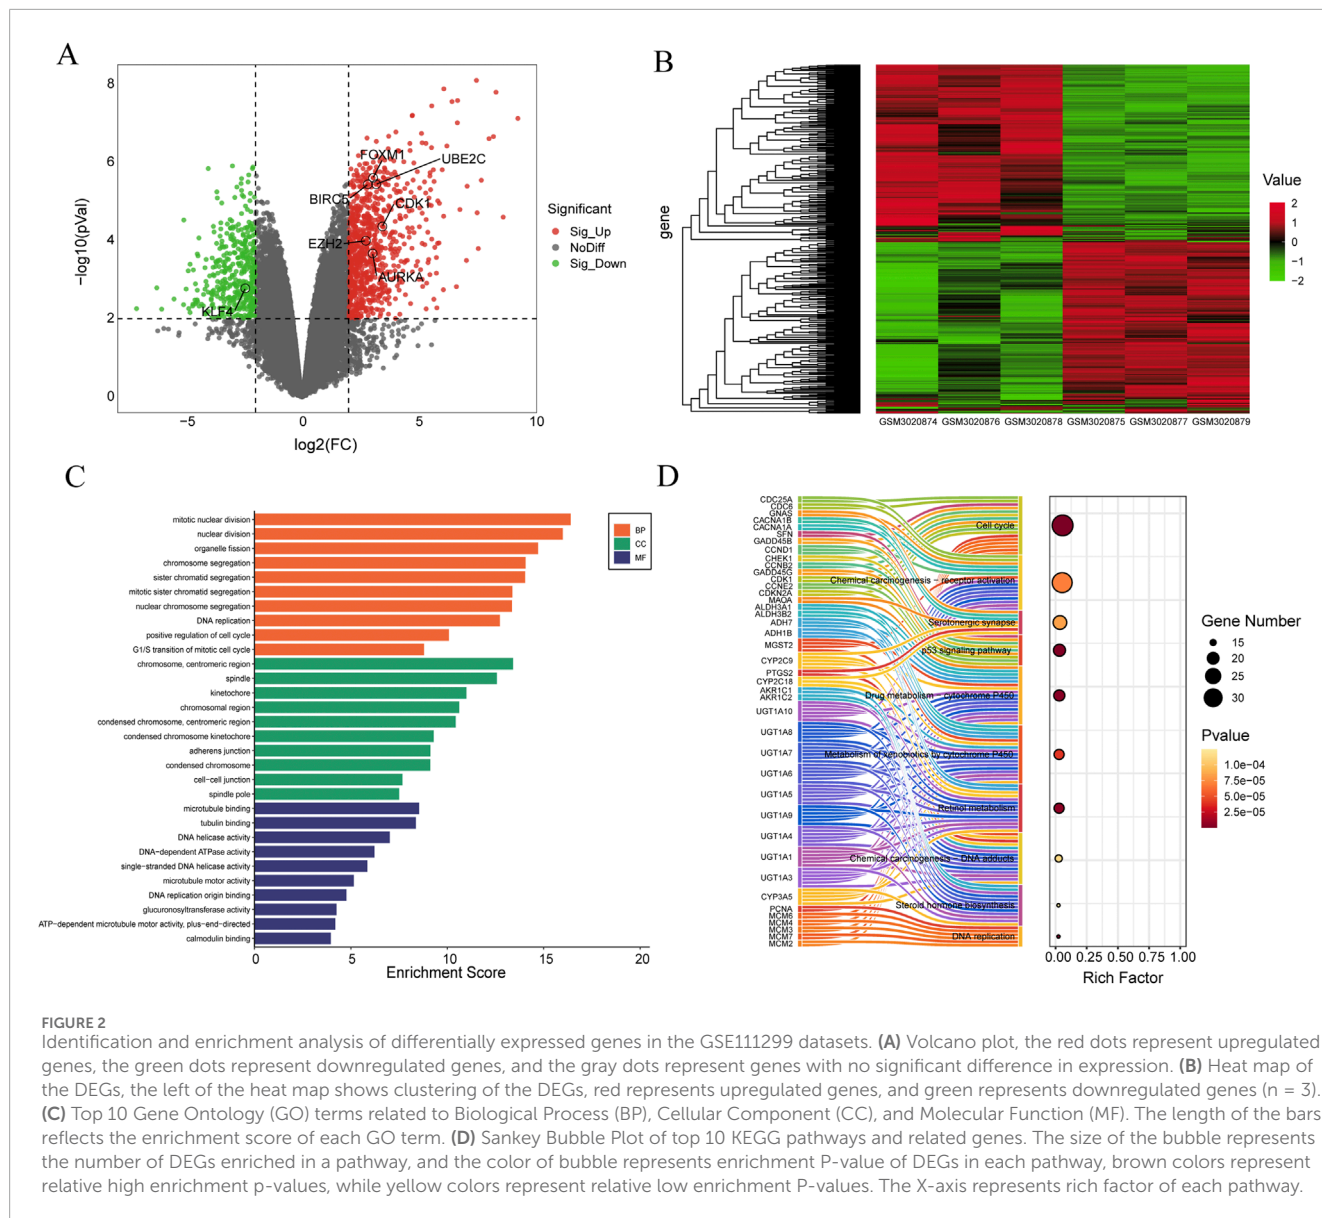 A
8
6
4
2
0
−log10(pVal)
FOXM1
UBE2C
BIRC5
CDK1
EZH2
AURKA
KLF4
−5
0
5
10
log2(FC)
Significant
Sig_Up
NoDiff
Sig_Down
B
gene
GSM3020874
GSM3020876
GSM3020878
GSM3020875
GSM3020877
GSM3020879
Value
2
1
0
−1
−2
C
mitotic nuclear division
nuclear division
organelle fission
chromosome segregation
sister chromatid segregation
mitotic sister chromatid segregation
nuclear chromosome segregation
DNA replication
positive regulation of cell cycle
G1/S transition of mitotic cell cycle
chromosome, centromeric region
spindle
kinetochore
chromosomal region
condensed chromosome, centromeric region
condensed chromosome kinetochore
adherens junction
condensed chromosome
cell−cell junction
spindle pole
microtubule binding
tubulin binding
DNA helicase activity
DNA−dependent ATPase activity
single−stranded DNA helicase activity
microtubule motor activity
DNA replication origin binding
glucuronosyltransferase activity
ATP−dependent microtubule motor activity, plus−end−directed
calmodulin binding
0
5
10
15
20
Enrichment Score
BP
CC
MF
D
CDC25A
CDC6
GNAS
CACNA1B
CACNA1A
SFN
GADD45B
CCND1
CHEK1
CCNB2
GADD45G
CDK1
CCNE2
CDKN2A
MAOA
ALDH3A1
ALDH3B2
ADH7
ADH1B
MGST2
CYP2C9
PTGS2
CYP2C18
AKR1C1
AKR1C2
UGT1A10
UGT1A8
UGT1A7
UGT1A6
UGT1A5
UGT1A9
UGT1A4
UGT1A1
UGT1A3
CYP3A5
PCNA
MCM6
MCM4
MCM3
MCM7
MCM2
Cell cycle
Chemical carcinogenesis − receptor activation
Serotonergic synapse
p53 signaling pathway
Drug metabolism − cytochrome P450
Metabolism of xenobiotics by cytochrome P450
Retinol metabolism
Chemical carcinogenesis − DNA adducts
Steroid hormone biosynthesis
DNA replication
0.00
0.25
0.50
0.75
1.00
Rich Factor
Gene Number
15
20
25
30
Pvalue
1.0e−04
5.0e−05
2.5e−05
FIGURE 2
Identification and enrichment analysis of differentially expressed genes in the GSE111299 datasets. (A) Volcano plot, the red dots represent upregulated
genes, the green dots represent downregulated genes, and the gray dots represent genes with no significant difference in expression. (B) Heat map of
the DEGs, the left of the heat map shows clustering of the DEGs, red represents upregulated genes, and green represents downregulated genes (n = 3).
(C) Top 10 Gene Ontology (GO) terms related to Biological Process (BP), Cellular Component (CC), and Molecular Function (MF). The length of the bars
reflects the enrichment score of each GO term. (D) Sankey Bubble Plot of top 10 KEGG pathways and related genes. The size of the bubble represents
the number of DEGs enriched in a pathway, and the color of bubble represents enrichment P-value of DEGs in each pathway, brown colors represent
relative high enrichment p-values, while yellow colors represent relative low enrichment P-values. The X-axis represents rich factor of each pathway.